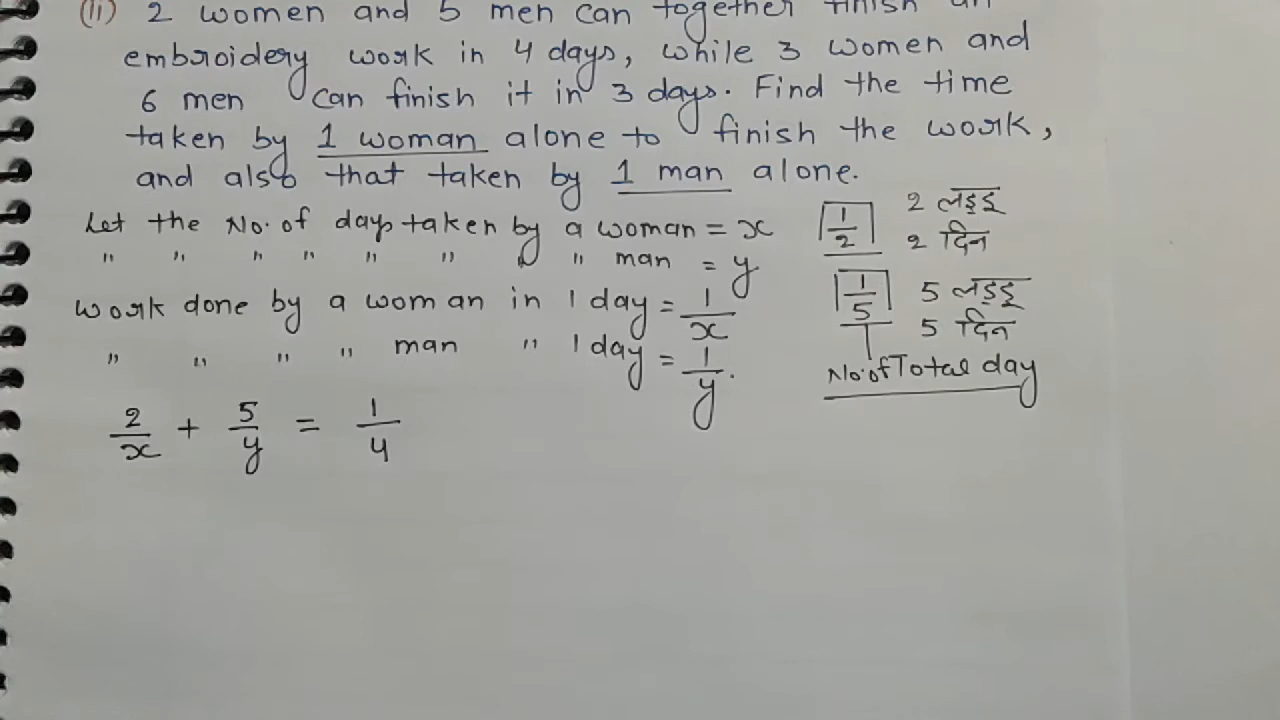 (ii) 2 women and 5 men can together finish an
embroidery work in 4 days, while 3 women and
6 men can finish it in 3 days. Find the time
taken by 1 woman alone to finish the work,
and also that taken by 1 man alone.
Let the No. of days taken by a woman = x
" " " " " " " " man = y
work done by a woman in 1 day = 1/x
" " " " man " 1 day = 1/y.
2/x + 5/y = 1/4
1/2 2 लड्डू
2 दिन
1/5 5 लड्डू
5 दिन
No. of Total day